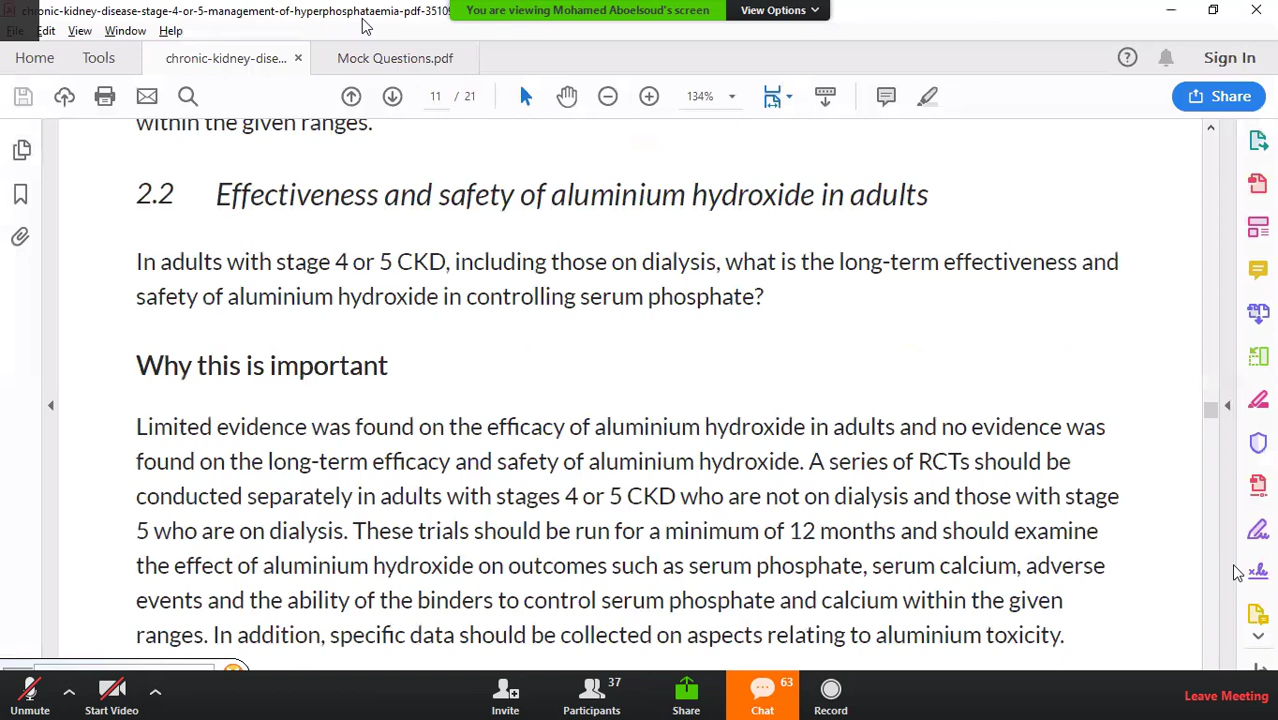 chronic-kidney-disease-stage-4-or-5-management-of-hyperphosphataemia-pdf-3510
You are viewing Mohamed Aboelsoud's screen
View Options
File Edit View Window Help
Home Tools chronic-kidney-dise... × Mock Questions.pdf Sign In
11 / 21 134% Share
within the given ranges.
2.2 Effectiveness and safety of aluminium hydroxide in adults
In adults with stage 4 or 5 CKD, including those on dialysis, what is the long-term effectiveness and
safety of aluminium hydroxide in controlling serum phosphate?
Why this is important
Limited evidence was found on the efficacy of aluminium hydroxide in adults and no evidence was
found on the long-term efficacy and safety of aluminium hydroxide. A series of RCTs should be
conducted separately in adults with stages 4 or 5 CKD who are not on dialysis and those with stage
5 who are on dialysis. These trials should be run for a minimum of 12 months and should examine
the effect of aluminium hydroxide on outcomes such as serum phosphate, serum calcium, adverse
events and the ability of the binders to control serum phosphate and calcium within the given
ranges. In addition, specific data should be collected on aspects relating to aluminium toxicity.
37 63
Unmute Start Video Invite Participants Share Chat Record Leave Meeting